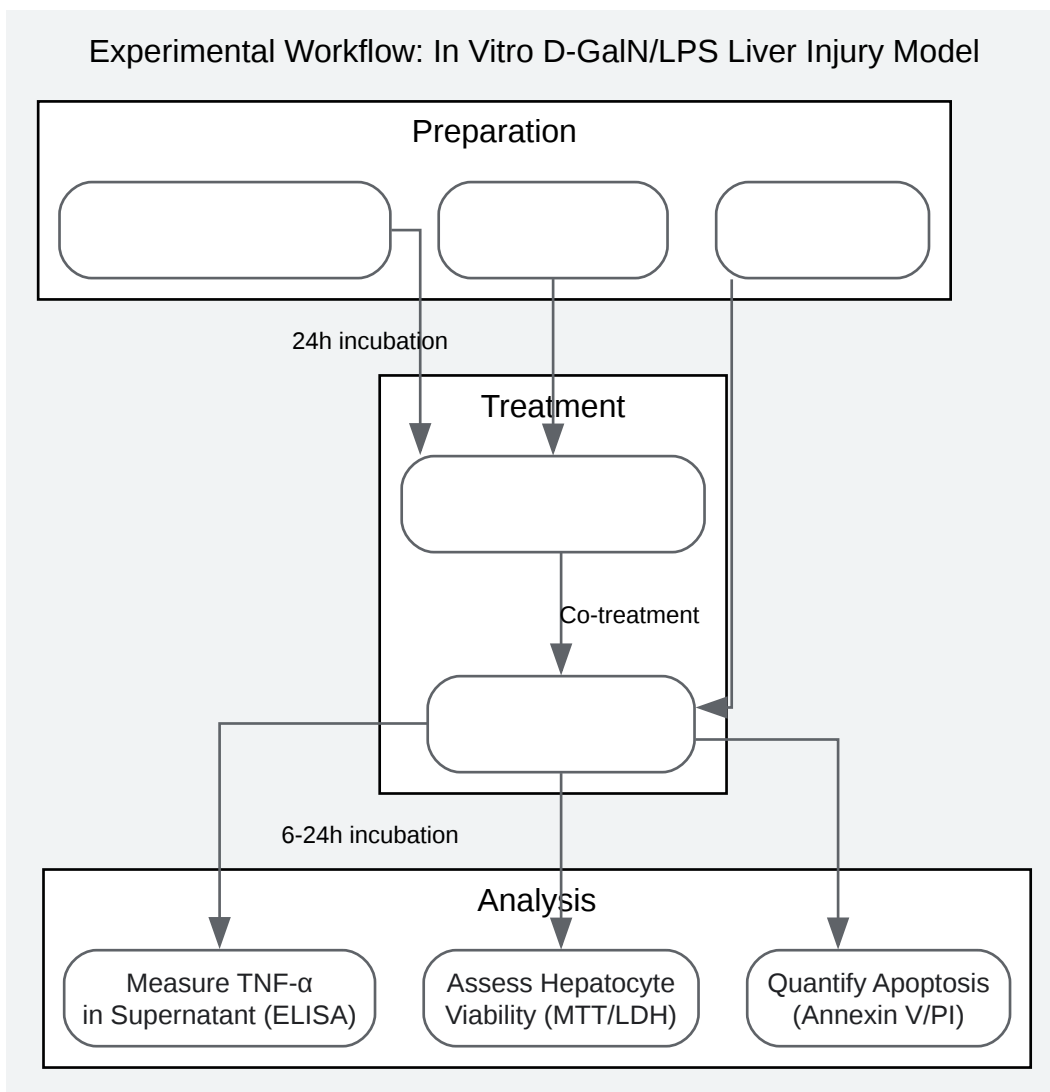 Experimental Workflow: In Vitro D-GalN/LPS Liver Injury Model
Preparation
24h incubation
Treatment
Co-treatment
6-24h incubation
Analysis
Measure TNF-α
in Supernatant (ELISA)
Assess Hepatocyte
Viability (MTT/LDH)
Quantify Apoptosis
(Annexin V/PI)